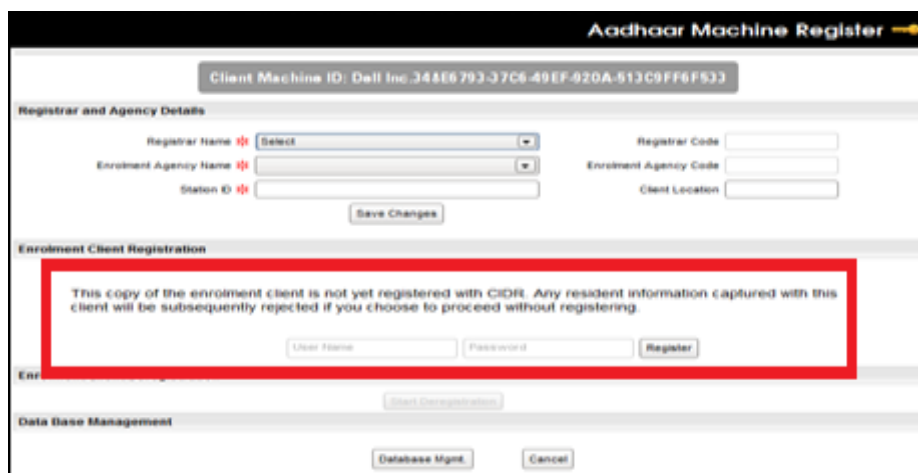 Aadhaar Machine Register
Client Machine ID: Dell Inc.34&E6793-37C6-49EF-920A-513C9FF6F533
Registrar and Agency Details
Registrar Name Select Registrar Code
Enrolment Agency Name Enrolment Agency Code
Station ID Client Location
Save Changes
Enrolment Client Registration
This copy of the enrolment client is not yet registered with CIDR. Any resident information captured with this
client will be subsequently rejected if you choose to proceed without registering.
User Name Password Register
Start Deregistration
Data Base Management
Database Mgmt. Cancel